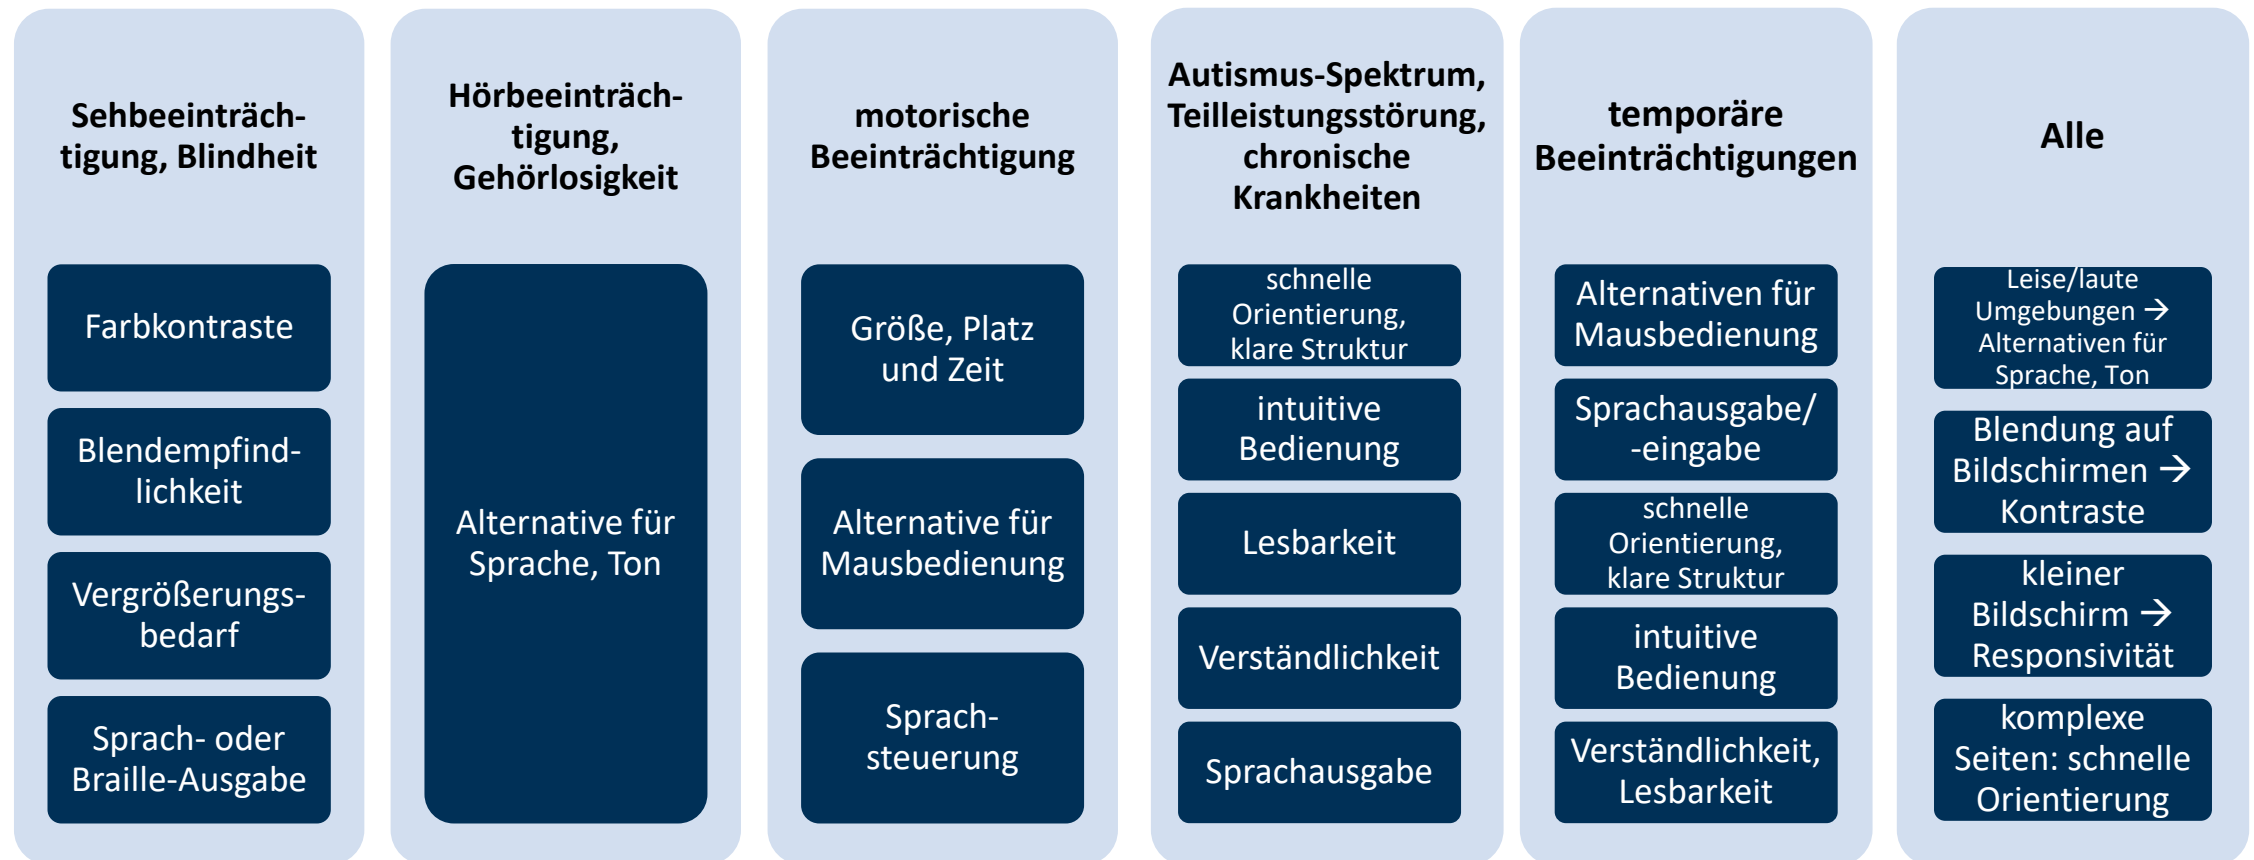 Sehbeeinträch-
tigung, Blindheit
Farbkontraste
Blendempfind-
lichkeit
Vergrößerungs-
bedarf
Sprach- oder
Braille-Ausgabe
Hörbeeinträch-
tigung,
Gehörlosigkeit
Alternative für
Sprache, Ton
motorische
Beeinträchtigung
Größe, Platz
und Zeit
Alternative für
Mausbedienung
Sprach-
steuerung
Autismus-Spektrum,
Teilleistungsstörung,
chronische
Krankheiten
schnelle
Orientierung,
klare Struktur
intuitive
Bedienung
Lesbarkeit
Verständlichkeit
Sprachausgabe
temporäre
Beeinträchtigungen
Alternativen für
Mausbedienung
Sprachausgabe/
-eingabe
schnelle
Orientierung,
klare Struktur
intuitive
Bedienung
Verständlichkeit,
Lesbarkeit
Alle
Leise/laute
Umgebungen →
Alternativen für
Sprache, Ton
Blendung auf
Bildschirmen →
Kontraste
kleiner
Bildschirm →
Responsivität
komplexe
Seiten: schnelle
Orientierung